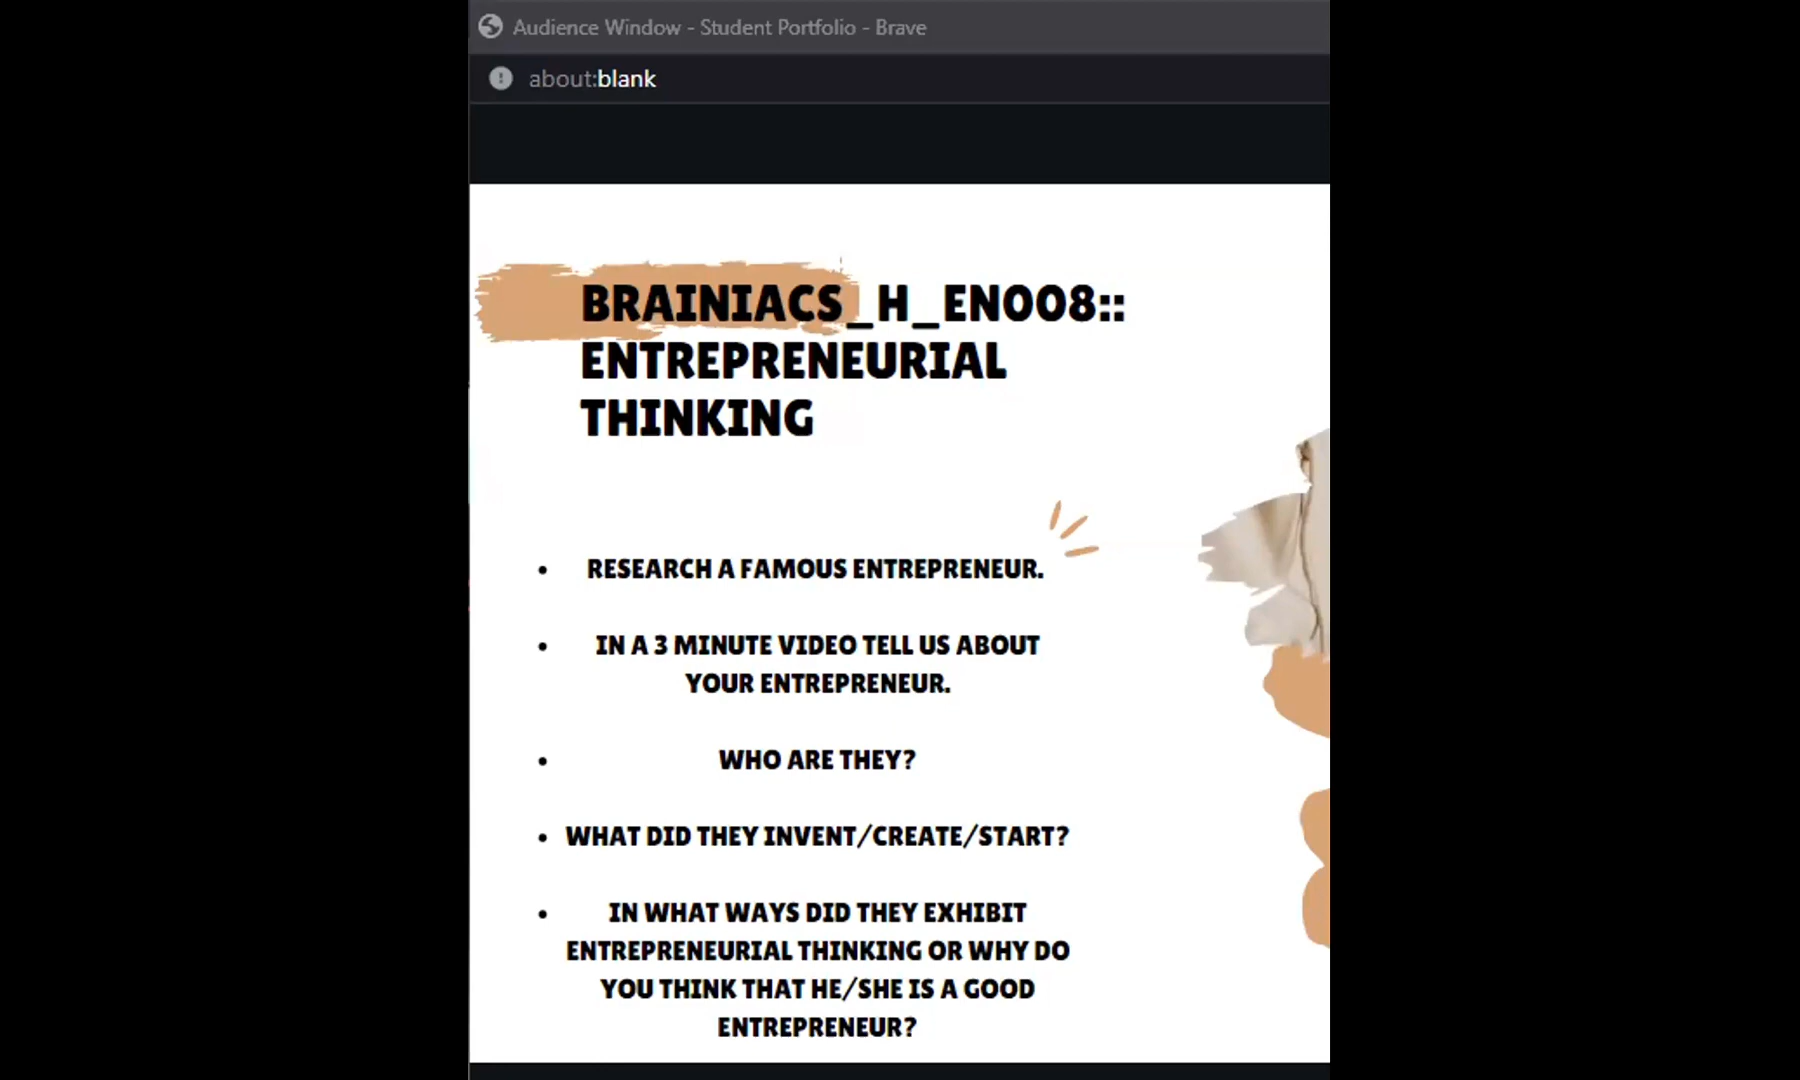 Audience Window - Student Portfolio - Brave
about:blank
BRAINIACS_H_EN008::
ENTREPRENEURIAL
THINKING
• RESEARCH A FAMOUS ENTREPRENEUR.
• IN A 3 MINUTE VIDEO TELL US ABOUT
YOUR ENTREPRENEUR.
• WHO ARE THEY?
• WHAT DID THEY INVENT/CREATE/START?
• IN WHAT WAYS DID THEY EXHIBIT
ENTREPRENEURIAL THINKING OR WHY DO
YOU THINK THAT HE/SHE IS A GOOD
ENTREPRENEUR?